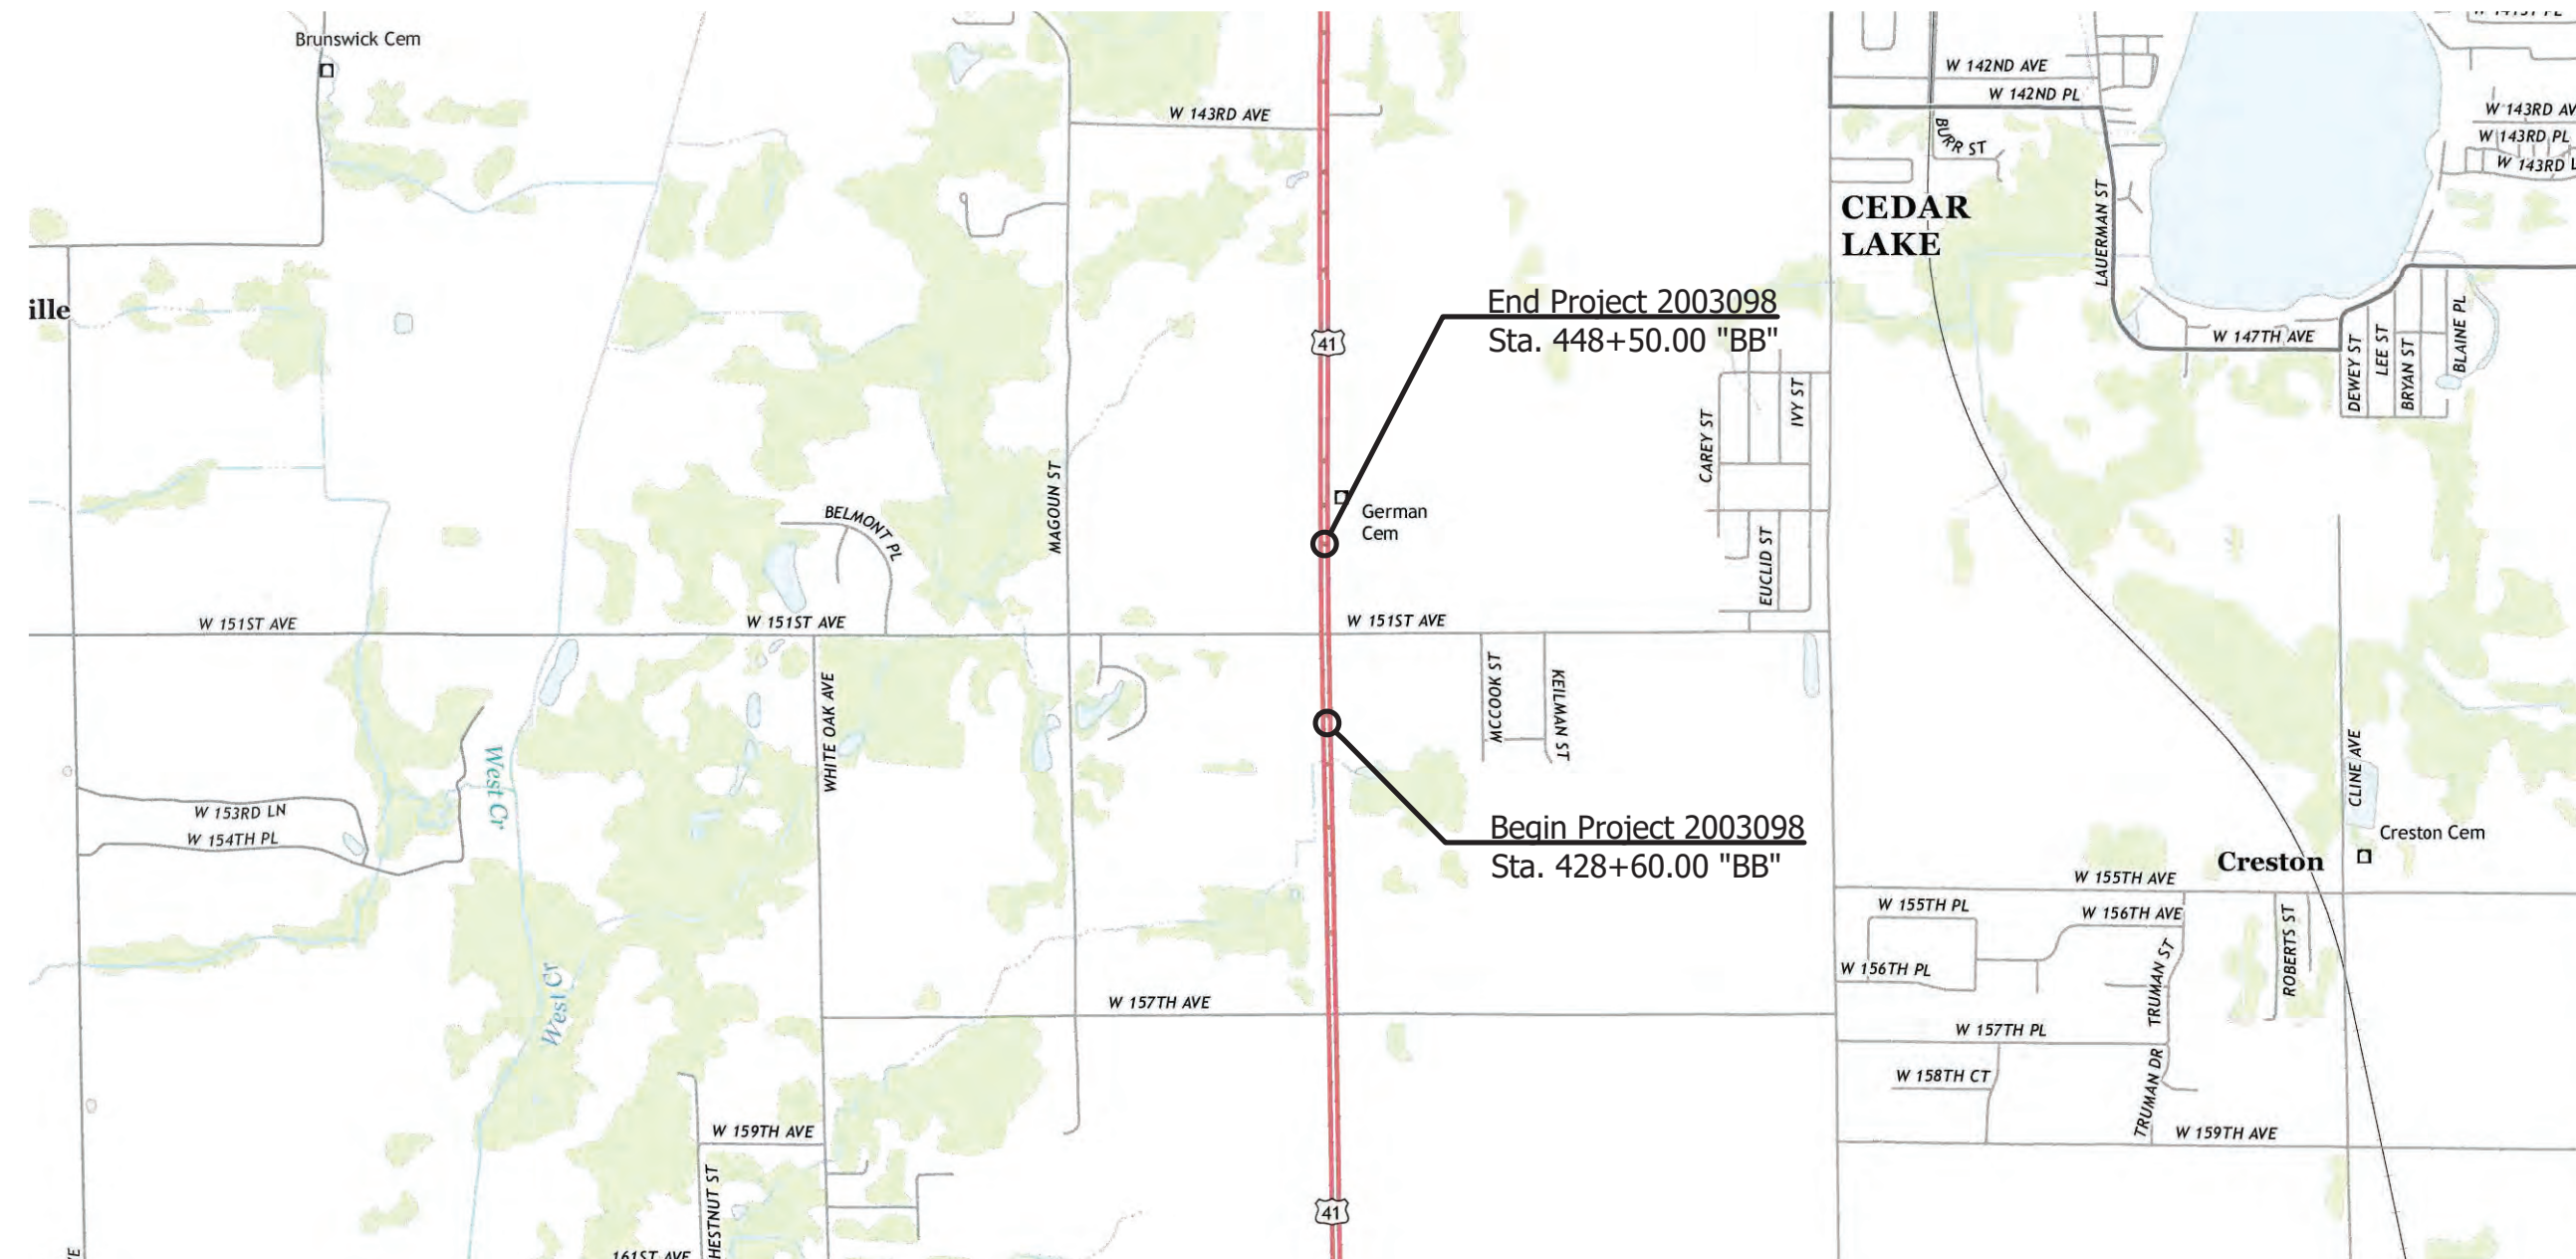 Brunswick Cem
W 142ND AVE
W 142ND PL
W 143RD AVE
W 143RD AV
W 143RD PL
W 143RD L
BURR ST
CEDAR
LAKE
LAUERMAN ST
ille
End Project 2003098
Sta. 448+50.00 "BB"
41
W 147TH AVE
DEWEY ST
LEE ST
BRYAN ST
BLAINE PL
CAREY ST
IVY ST
MAGOUN ST
BELMONT PL
German
Cem
EUCLID ST
W 151ST AVE
W 151ST AVE
W 151ST AVE
MCCOOK ST
KEILMAN ST
WHITE OAK AVE
West Cr
CLINE AVE
W 153RD LN
W 154TH PL
Begin Project 2003098
Sta. 428+60.00 "BB"
Creston Cem
Creston
W 155TH AVE
W 155TH PL
W 156TH AVE
ROBERTS ST
W 156TH PL
TRUMAN ST
West Cr
W 157TH AVE
W 157TH PL
W 158TH CT
TRUMAN DR
W 159TH AVE
W 159TH AVE
HESTNUT ST
41
161ST AVE